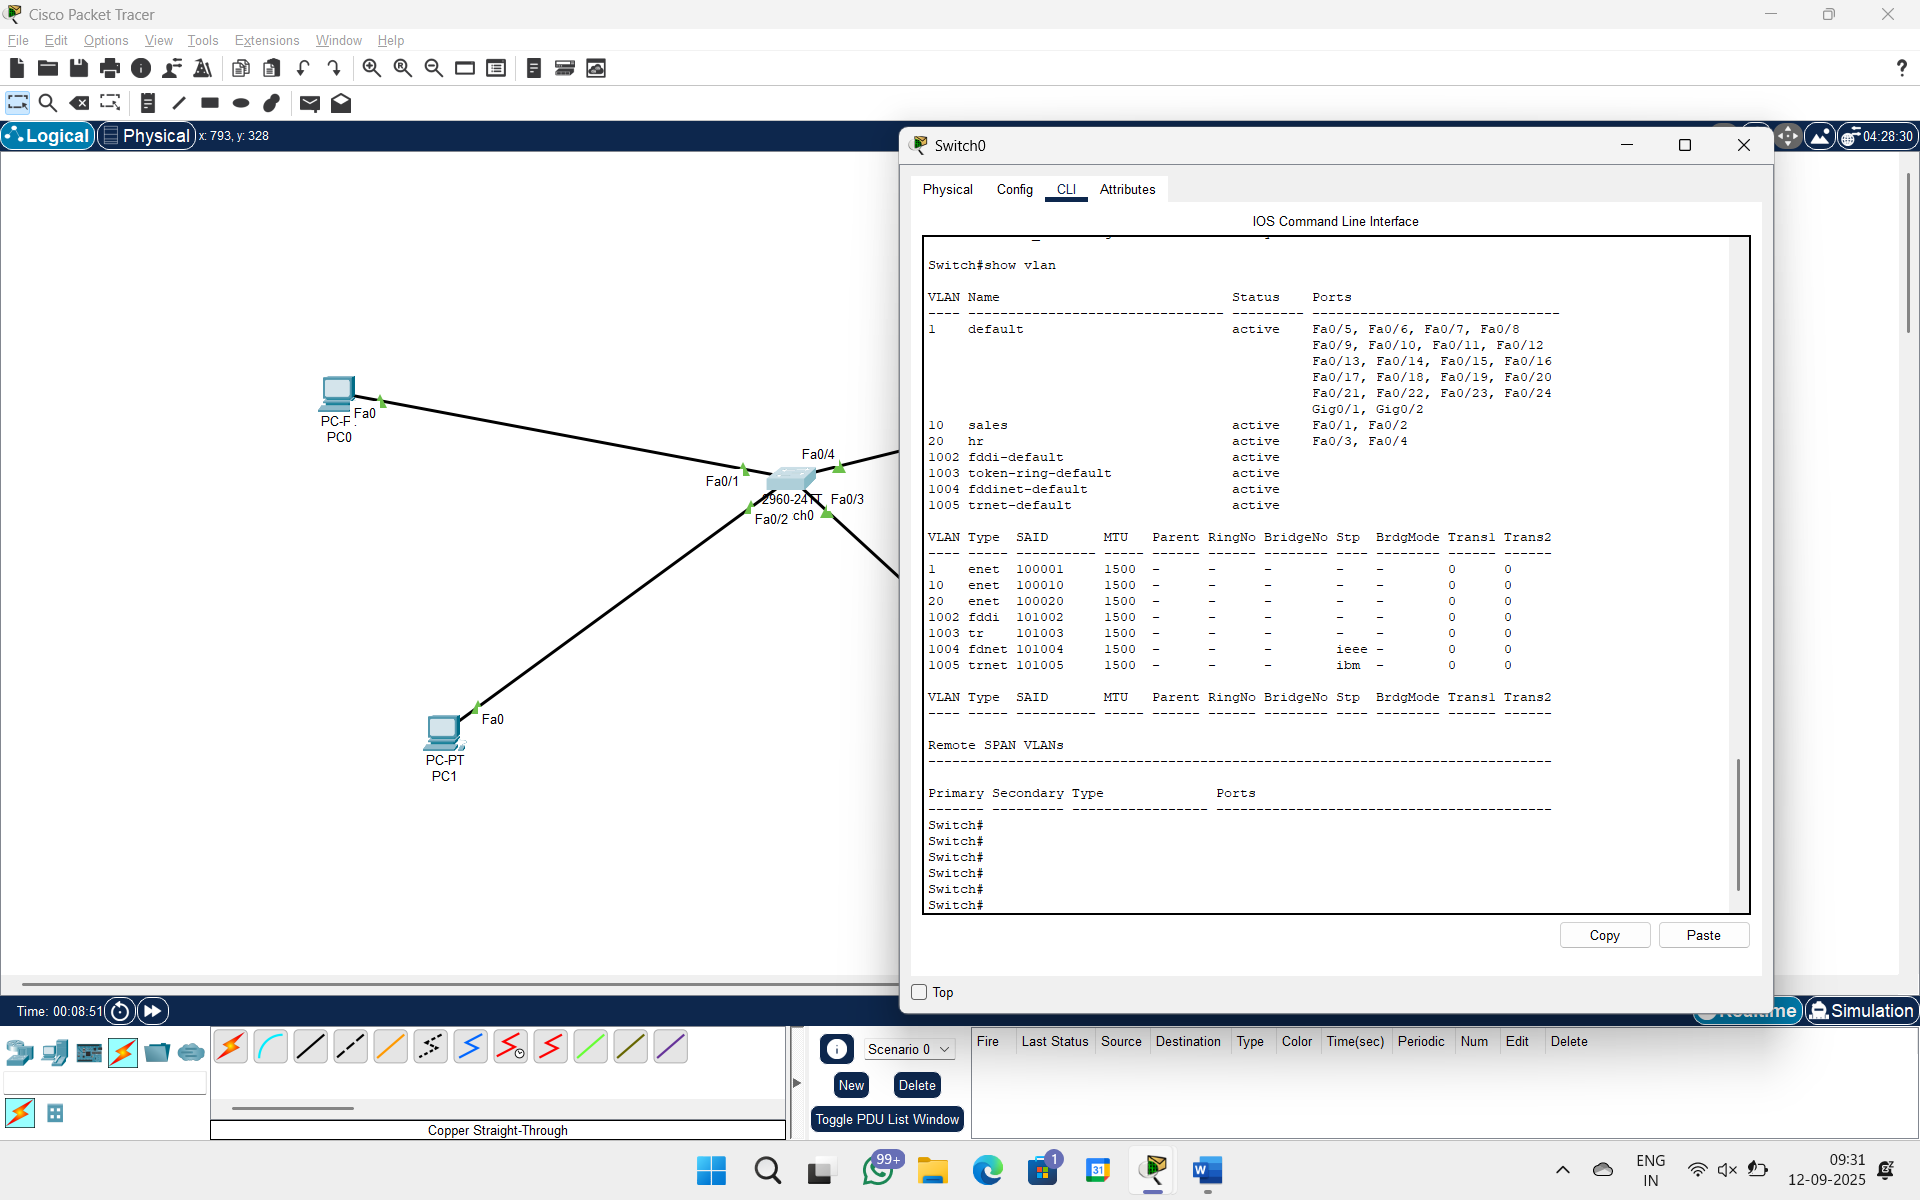 Cisco Packet Tracer
File Edit Options View Tools Extensions Window Help
?
Logical Physical x: 793, y: 328
04:28:30
Fa0
PC0
Fa0/4
Fa0/1
2960-24TT
Fa0/3
Fa0/2 ch0
Fa0
PC-PT
PC1
Switch0
Physical Config CLI Attributes
IOS Command Line Interface
Switch#show vlan
VLAN Name Status Ports
---- -------------------------------- --------- -------------------------------
1 default active Fa0/5, Fa0/6, Fa0/7, Fa0/8
Fa0/9, Fa0/10, Fa0/11, Fa0/12
Fa0/13, Fa0/14, Fa0/15, Fa0/16
Fa0/17, Fa0/18, Fa0/19, Fa0/20
Fa0/21, Fa0/22, Fa0/23, Fa0/24
Gig0/1, Gig0/2
10 sales active Fa0/1, Fa0/2
20 hr active Fa0/3, Fa0/4
1002 fddi-default active
1003 token-ring-default active
1004 fddinet-default active
1005 trnet-default active
VLAN Type SAID MTU Parent RingNo BridgeNo Stp BrdgMode Trans1 Trans2
---- ----- ---------- ----- ------ ------ -------- ---- -------- ------ ------
1 enet 100001 1500 - - - - - 0 0
10 enet 100010 1500 - - - - - 0 0
20 enet 100020 1500 - - - - - 0 0
1002 fddi 101002 1500 - - - - - 0 0
1003 tr 101003 1500 - - - - - 0 0
1004 fdnet 101004 1500 - - - ieee - 0 0
1005 trnet 101005 1500 - - - ibm - 0 0
VLAN Type SAID MTU Parent RingNo BridgeNo Stp BrdgMode Trans1 Trans2
---- ----- ---------- ----- ------ ------ -------- ---- -------- ------ ------
Remote SPAN VLANs
------------------------------------------------------------------------------
Primary Secondary Type Ports
------- --------- ----------------- ------------------------------------------
Switch#
Switch#
Switch#
Switch#
Switch#
Switch#
Copy Paste
Top
Time: 00:08:51
Realtime Simulation
Scenario 0
New Delete
Toggle PDU List Window
Fire Last Status Source Destination Type Color Time(sec) Periodic Num Edit Delete
Copper Straight-Through
99+
1
31
ENG
IN
09:31
12-09-2025